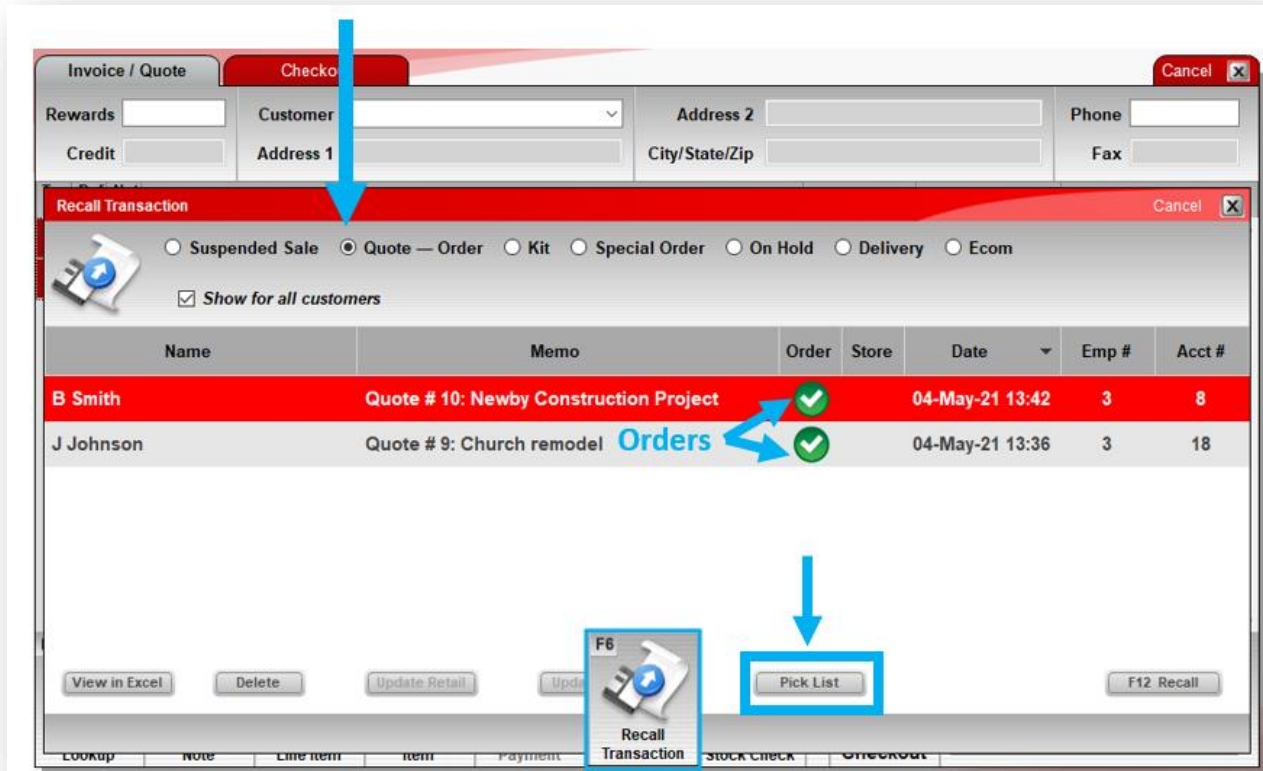 Invoice / Quote
Cancel
Rewards
Customer
Address 2
Phone
Credit
Address 1
City/State/Zip
Fax
Recall Transaction
Cancel
Suspended Sale Quote — Order Kit Special Order On Hold Delivery Ecom
Show for all customers
Name Memo Order Store Date Emp # Acct #
B Smith Quote # 10: Newby Construction Project 04-May-21 13:42 3 8
J Johnson Quote # 9: Church remodel Orders 04-May-21 13:36 3 18
F6
View in Excel Delete Update Retail Pick List F12 Recall
Recall
Transaction
Lookup Note Line Item Item Payment Stock Check Checkout